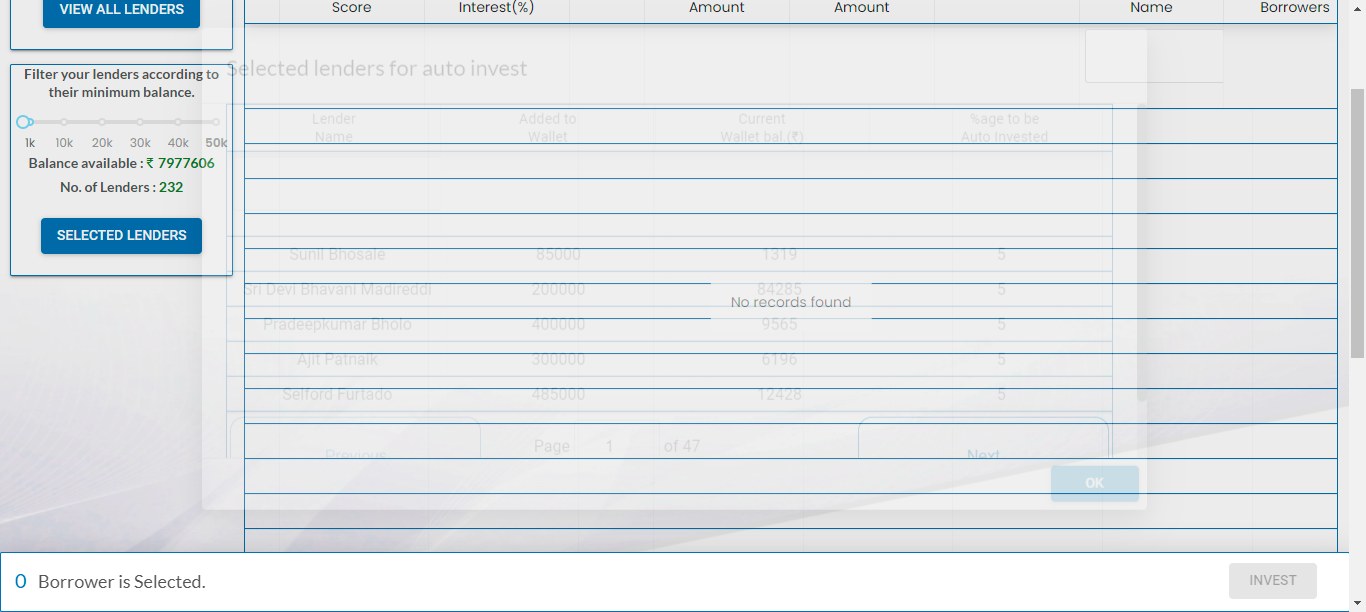 VIEW ALL LENDERS
Score Interest(%) Amount Amount Name Borrowers
Filter your lenders according to
their minimum balance.
1k 10k 20k 30k 40k 50k
Balance available : ₹ 7977606
No. of Lenders : 232
SELECTED LENDERS
Selected lenders for auto invest
Lender Added to Current %age to be
Name Wallet Wallet bal.(₹) Auto Invested
Sunil Bhosale 85000 1319 5
Sri Devi Bhavani Madireddi 200000 84285 5
No records found
Pradeepkumar Bholo 400000 9565 5
Ajit Patnaik 300000 6196 5
Selford Furtado 485000 12428 5
Previous Page 1 of 47 Next
OK
0 Borrower is Selected.
INVEST